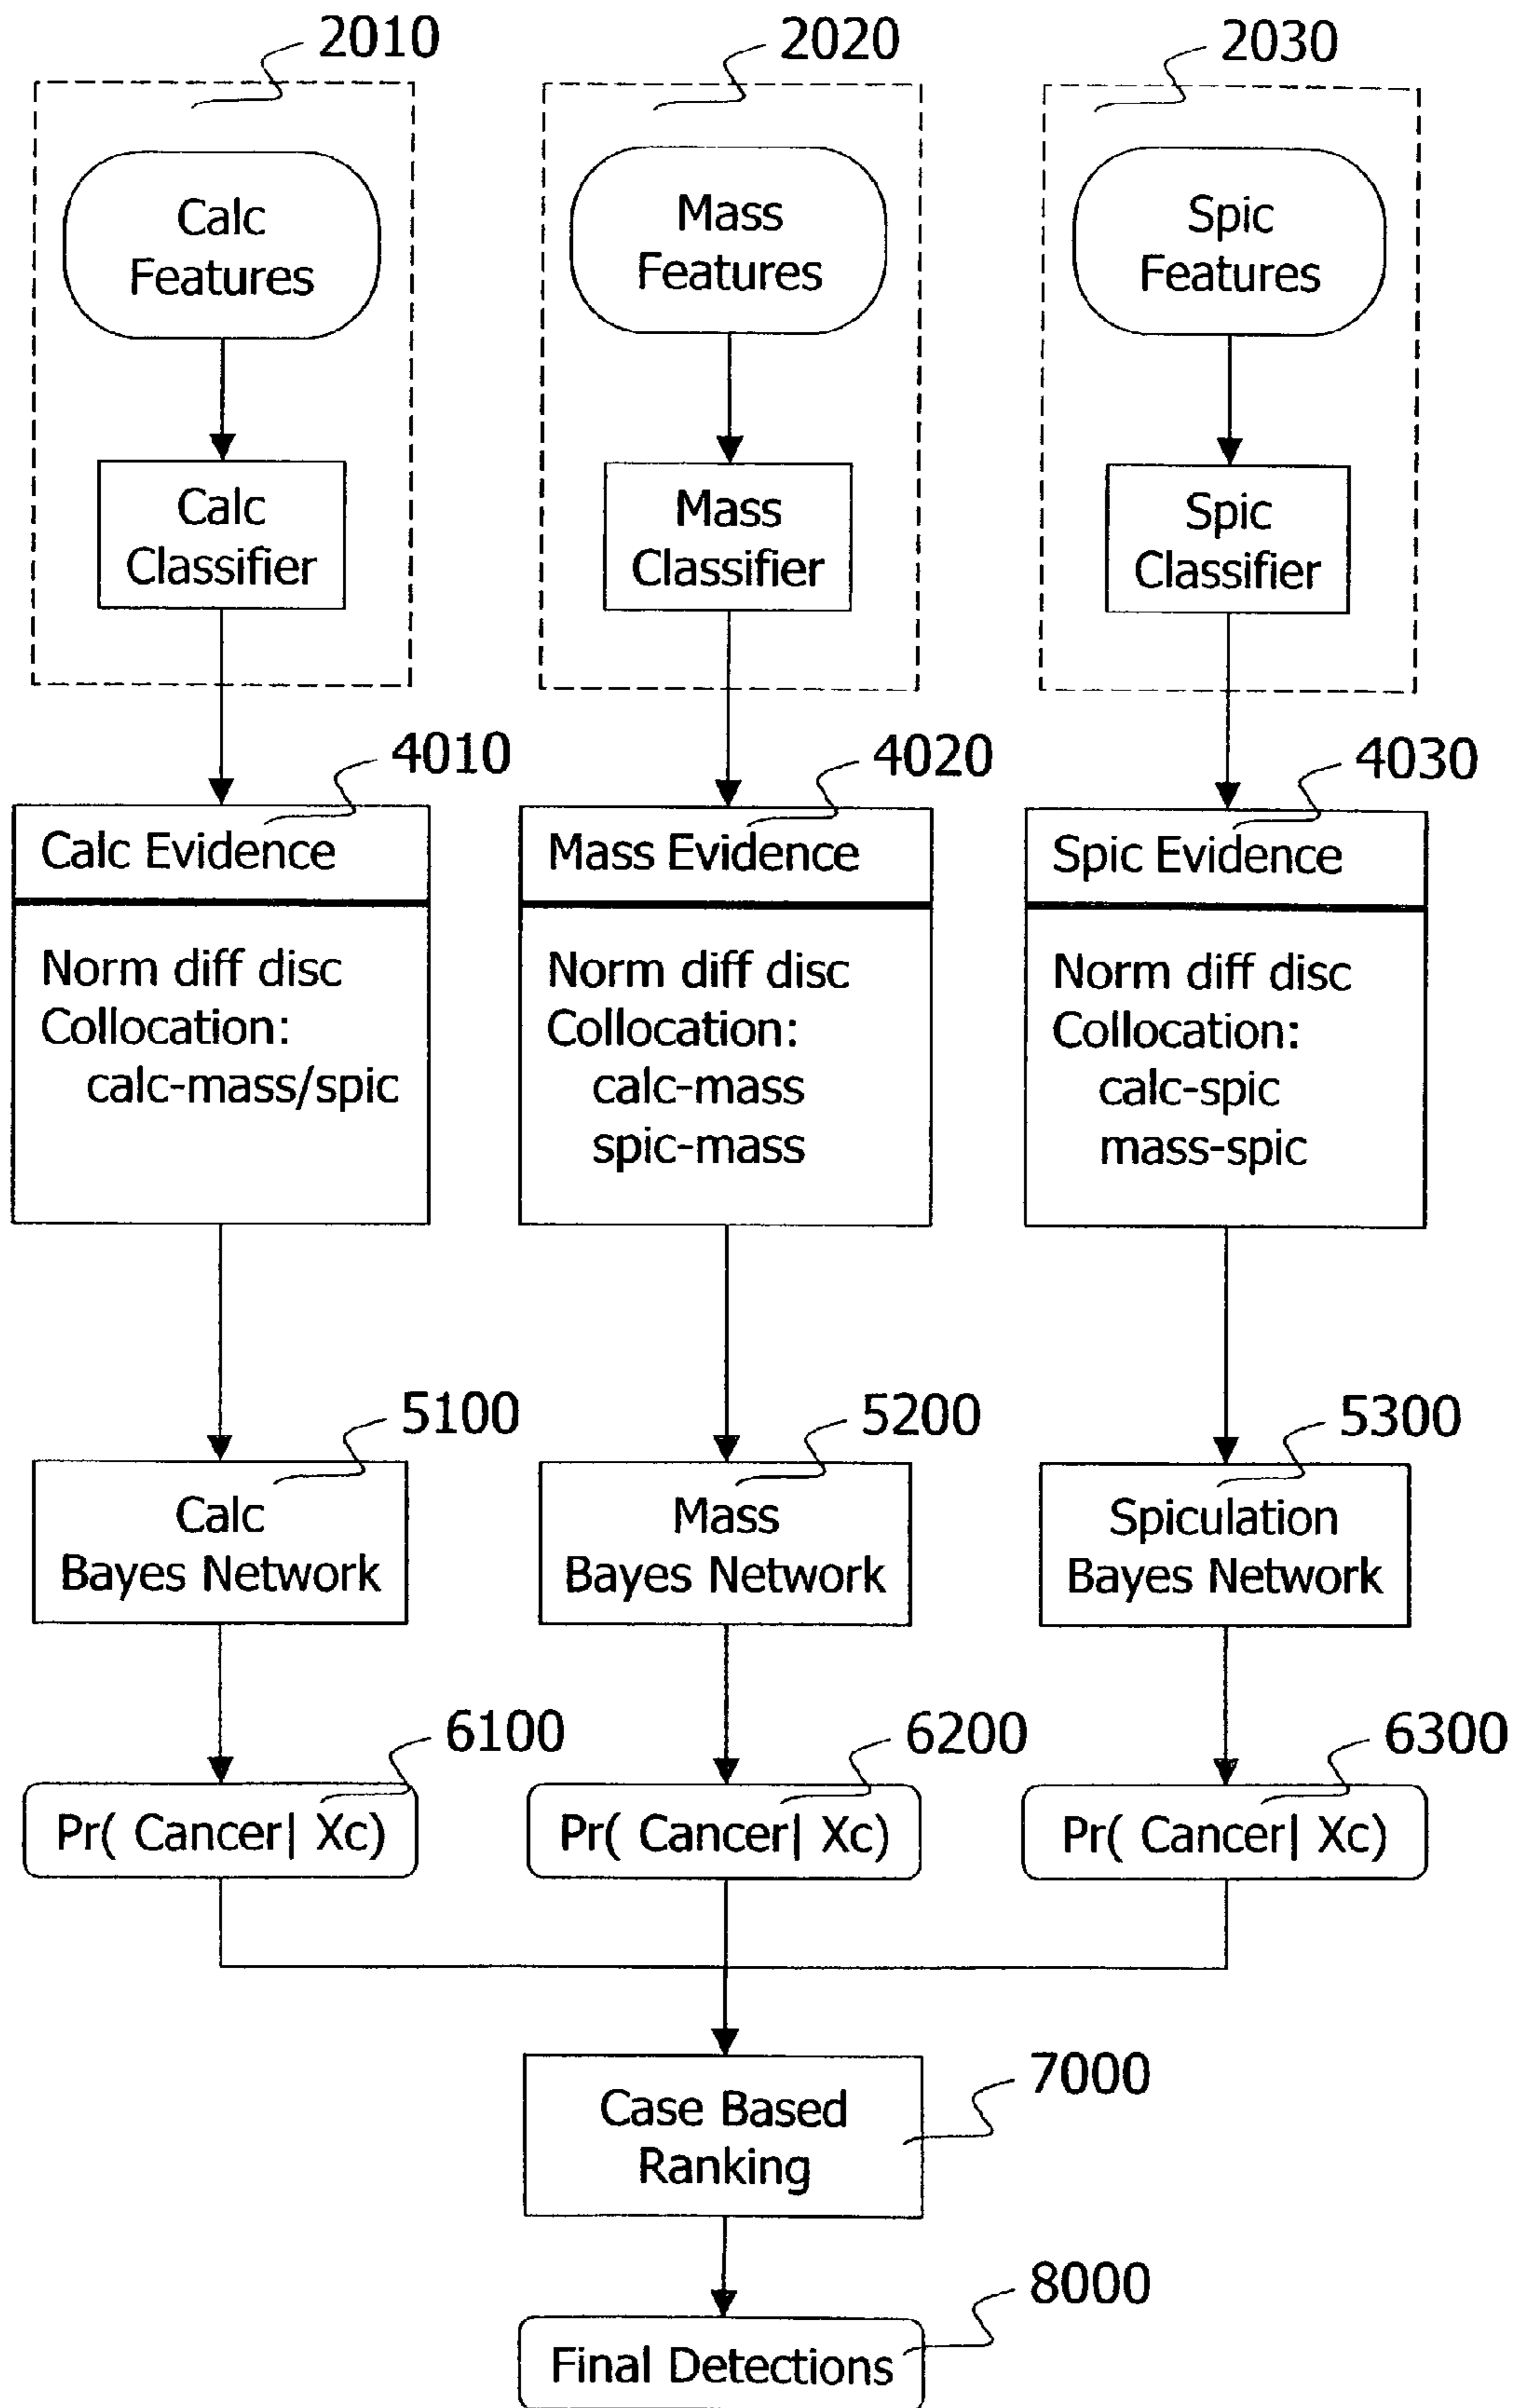 2010
2020
2030
Calc
Features
Mass
Features
Spic
Features
Calc
Classifier
Mass
Classifier
Spic
Classifier
4010
4020
4030
Calc Evidence
Norm diff disc
Collocation:
calc-mass/spic
Mass Evidence
Norm diff disc
Collocation:
calc-mass
spic-mass
Spic Evidence
Norm diff disc
Collocation:
calc-spic
mass-spic
5100
5200
5300
Calc
Bayes Network
Mass
Bayes Network
Spiculation
Bayes Network
6100
6200
6300
Pr( Cancer| Xc)
Pr( Cancer| Xc)
Pr( Cancer| Xc)
7000
Case Based
Ranking
8000
Final Detections